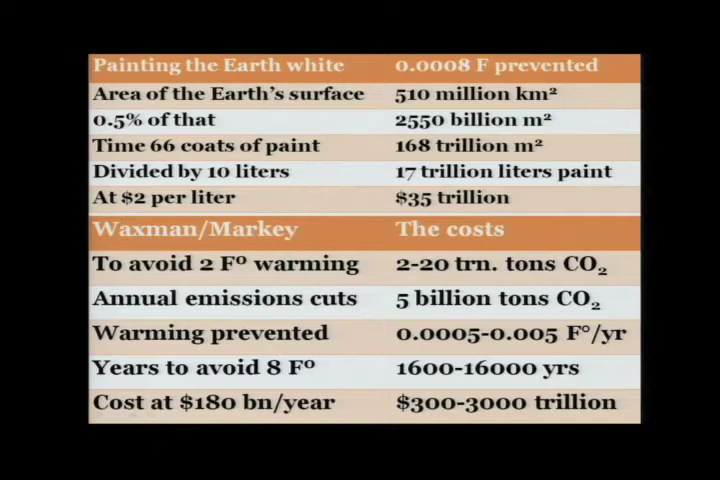 Painting the Earth white 0.0008 F prevented
Area of the Earth's surface 510 million km²
0.5% of that 2550 billion m²
Time 66 coats of paint 168 trillion m²
Divided by 10 liters 17 trillion liters paint
At $2 per liter $35 trillion
Waxman/Markey The costs
To avoid 2 Fº warming 2-20 trn. tons CO₂
Annual emissions cuts 5 billion tons CO₂
Warming prevented 0.0005-0.005 F°/yr
Years to avoid 8 Fº 1600-16000 yrs
Cost at $180 bn/year $300-3000 trillion